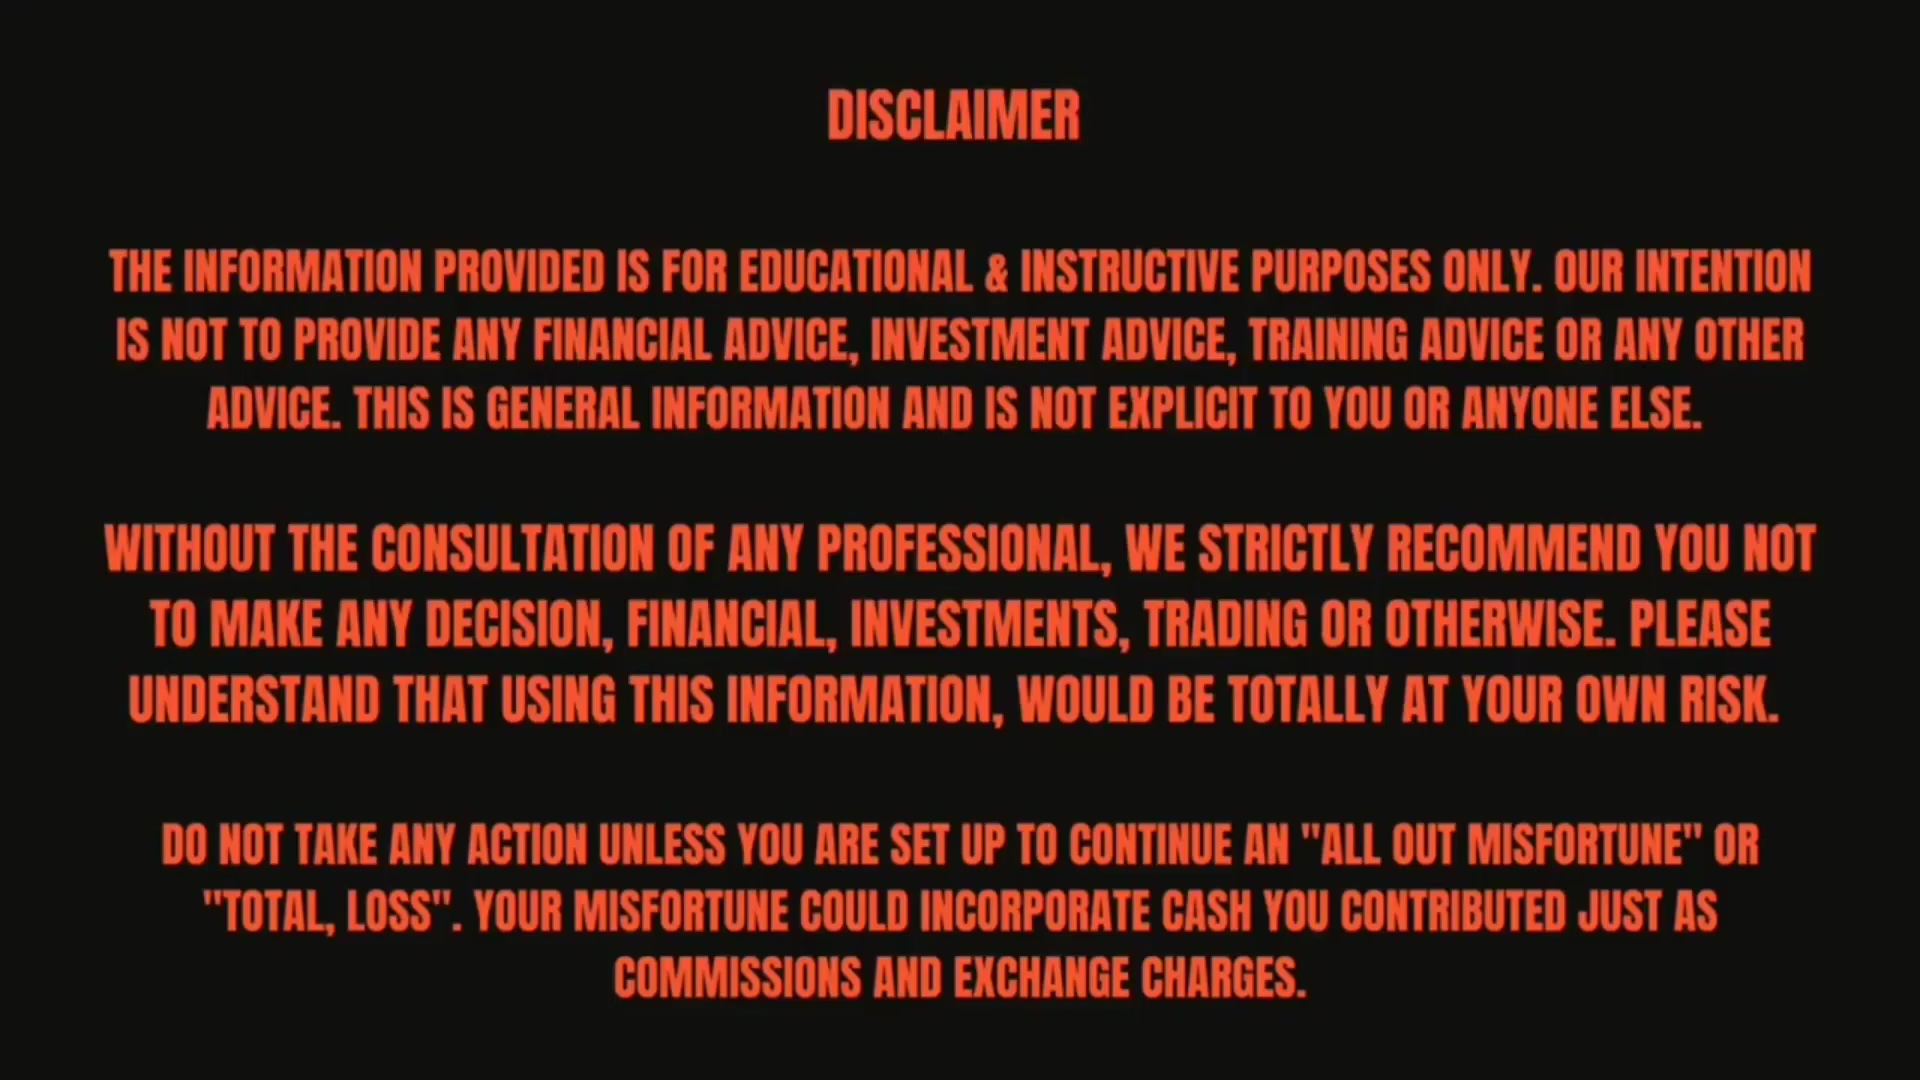 DISCLAIMER
THE INFORMATION PROVIDED IS FOR EDUCATIONAL & INSTRUCTIVE PURPOSES ONLY. OUR INTENTION
IS NOT TO PROVIDE ANY FINANCIAL ADVICE, INVESTMENT ADVICE, TRAINING ADVICE OR ANY OTHER
ADVICE. THIS IS GENERAL INFORMATION AND IS NOT EXPLICIT TO YOU OR ANYONE ELSE.
WITHOUT THE CONSULTATION OF ANY PROFESSIONAL, WE STRICTLY RECOMMEND YOU NOT
TO MAKE ANY DECISION, FINANCIAL, INVESTMENTS, TRADING OR OTHERWISE. PLEASE
UNDERSTAND THAT USING THIS INFORMATION, WOULD BE TOTALLY AT YOUR OWN RISK.
DO NOT TAKE ANY ACTION UNLESS YOU ARE SET UP TO CONTINUE AN "ALL OUT MISFORTUNE" OR
"TOTAL, LOSS". YOUR MISFORTUNE COULD INCORPORATE CASH YOU CONTRIBUTED JUST AS
COMMISSIONS AND EXCHANGE CHARGES.